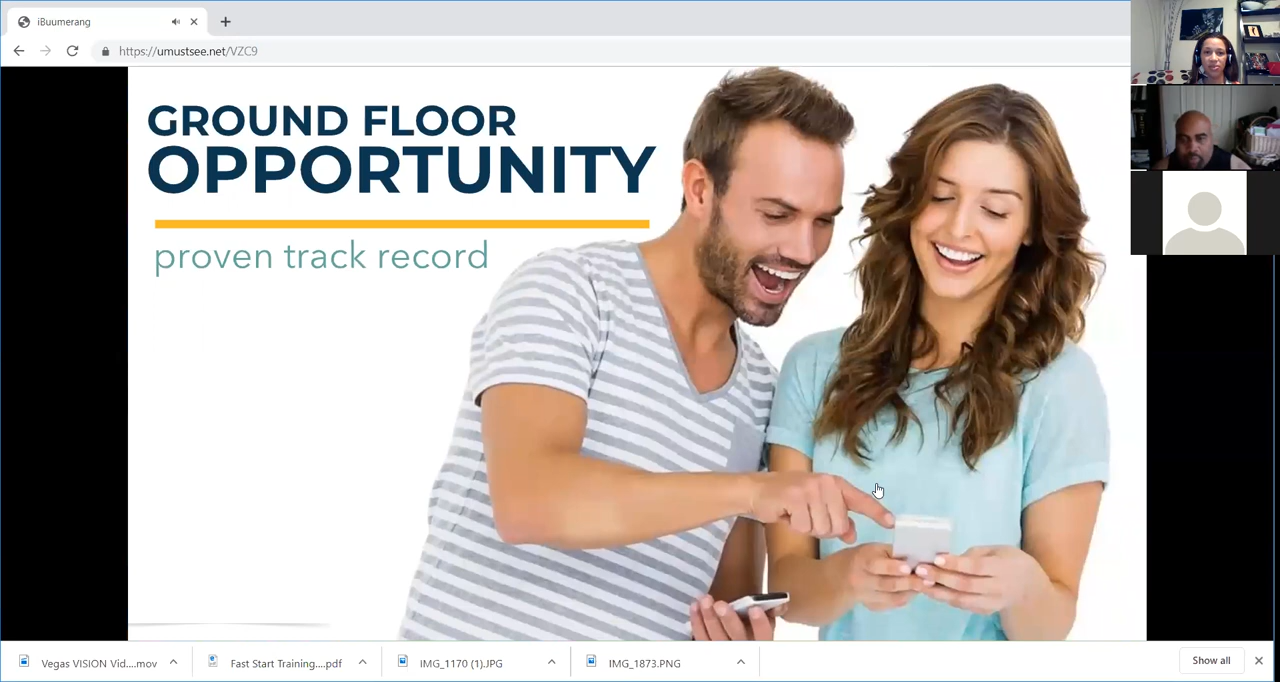 iBuumerang
https://umustsee.net/VZC9
GROUND FLOOR
OPPORTUNITY
proven track record
Vegas VISION Vid....mov
Fast Start Training....pdf
IMG_1170 (1).JPG
IMG_1873.PNG
Show all